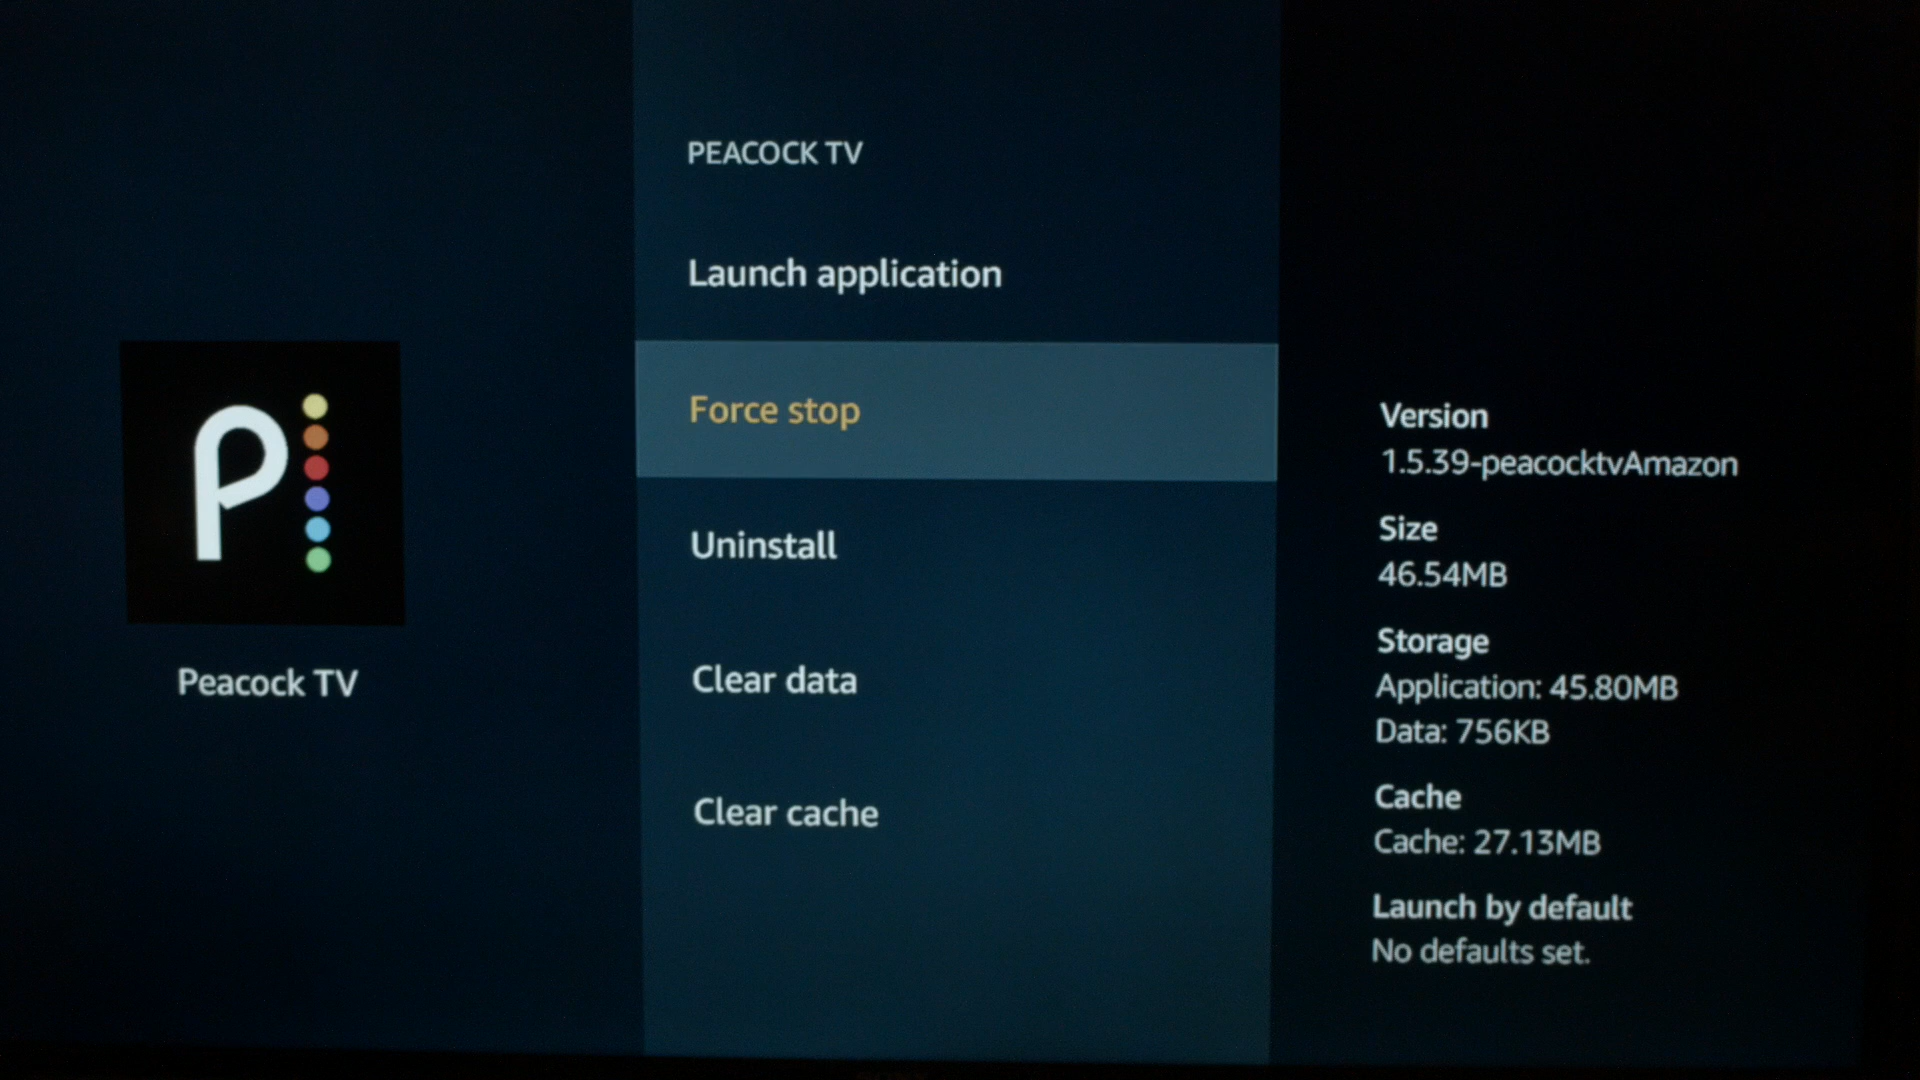 PEACOCK TV
Launch application
Force stop
Uninstall
Clear data
Clear cache
Peacock TV
Version
1.5.39-peacocktvAmazon
Size
46.54MB
Storage
Application: 45.80MB
Data: 756KB
Cache
Cache: 27.13MB
Launch by default
No defaults set.